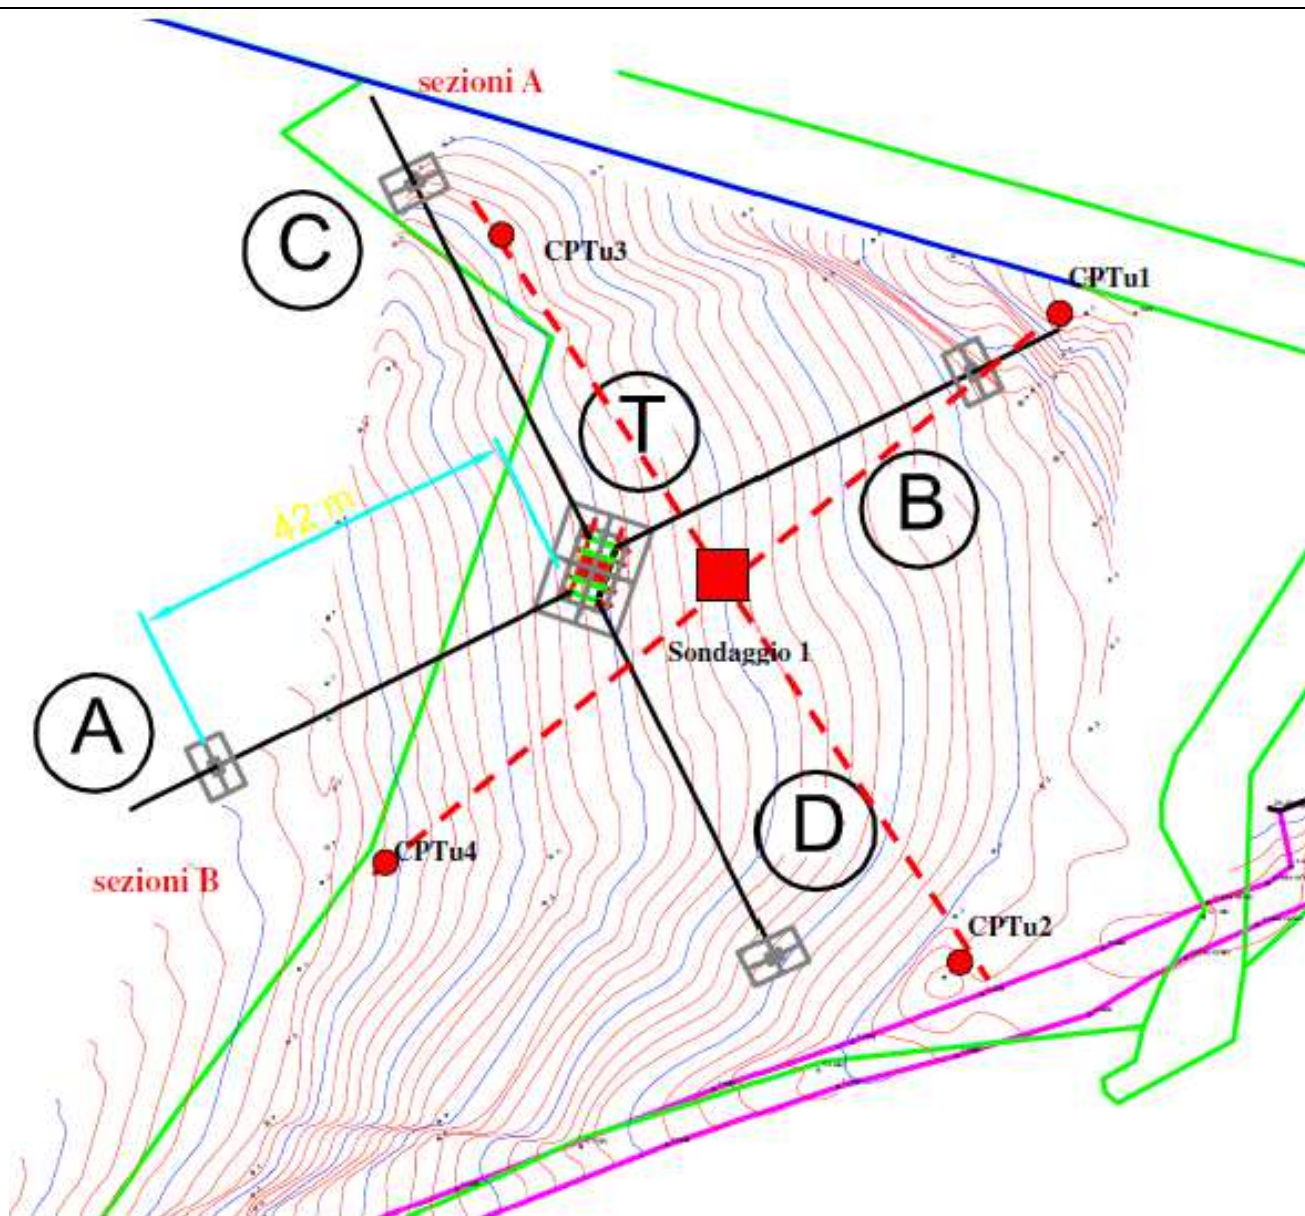 sezioni A
CPTu3
C
CPTu1
T
42 m
B
Sondaggio 1
A
D
CPTu4
sezioni B
CPTu2